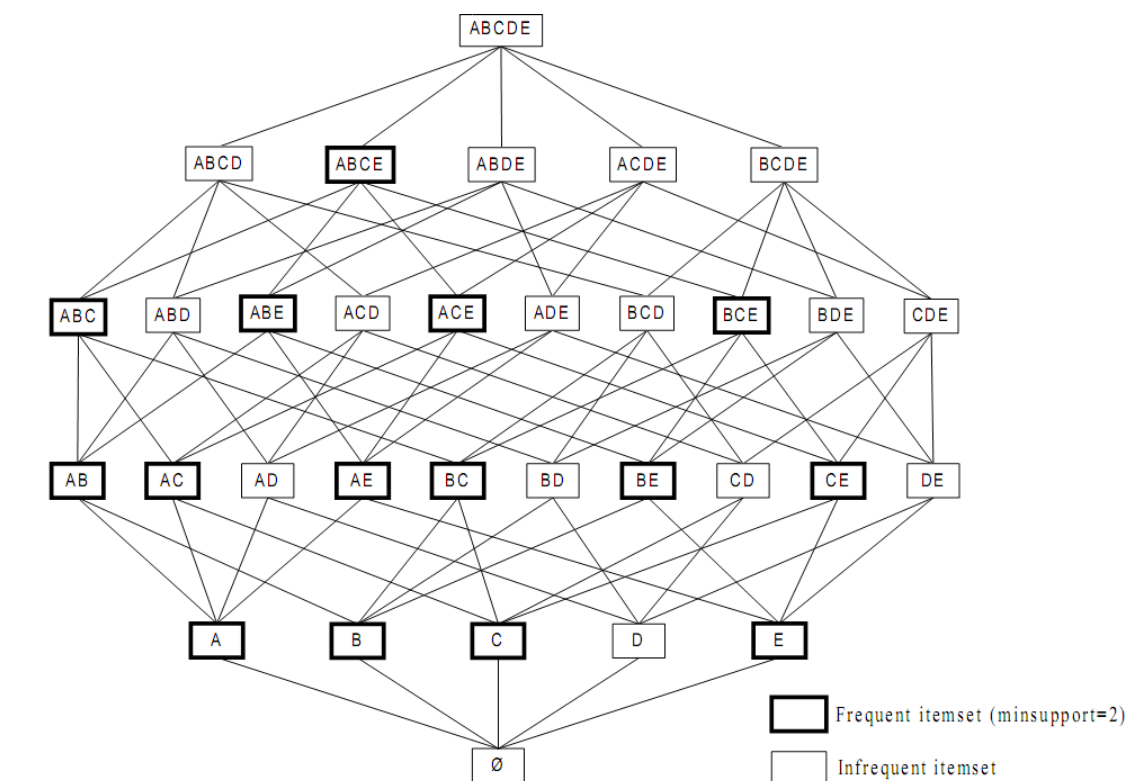 ABCDE
ABCD ABCE ABDE ACDE BCDE
ABC ABD ABE ACD ACE ADE BCD BCE BDE CDE
AB AC AD AE BC BD BE CD CE DE
A B C D E
Frequent itemset (minsupport=2)
Ø
Infrequent itemset